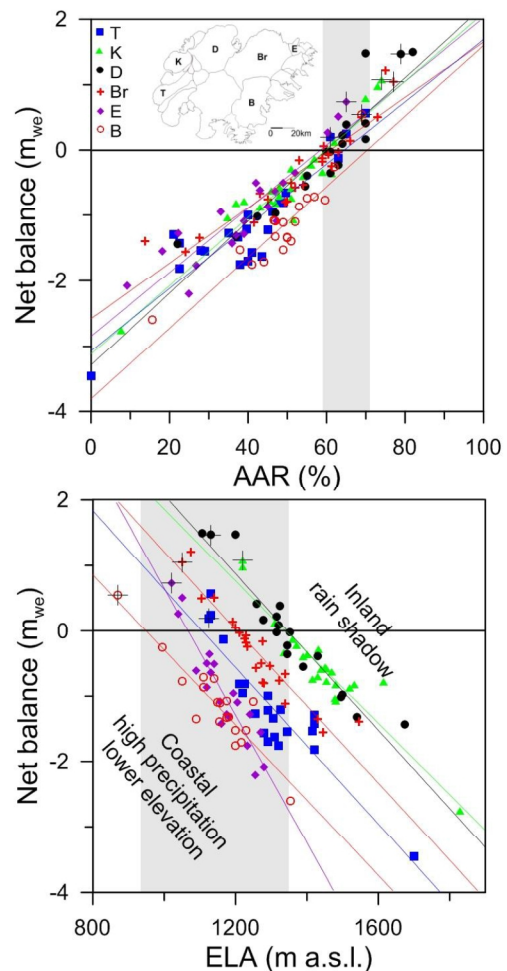 2
T
K
D
Br
E
B
D
K
Br
E
T
B
0 20km
Net balance (mwe)
0
-2
-4
0 20 40 60 80 100
AAR (%)
2
Net balance (mwe)
0
-2
-4
Inland
rain shadow
Coastal
high precipitation
lower elevation
800 1200 1600
ELA (m a.s.l.)